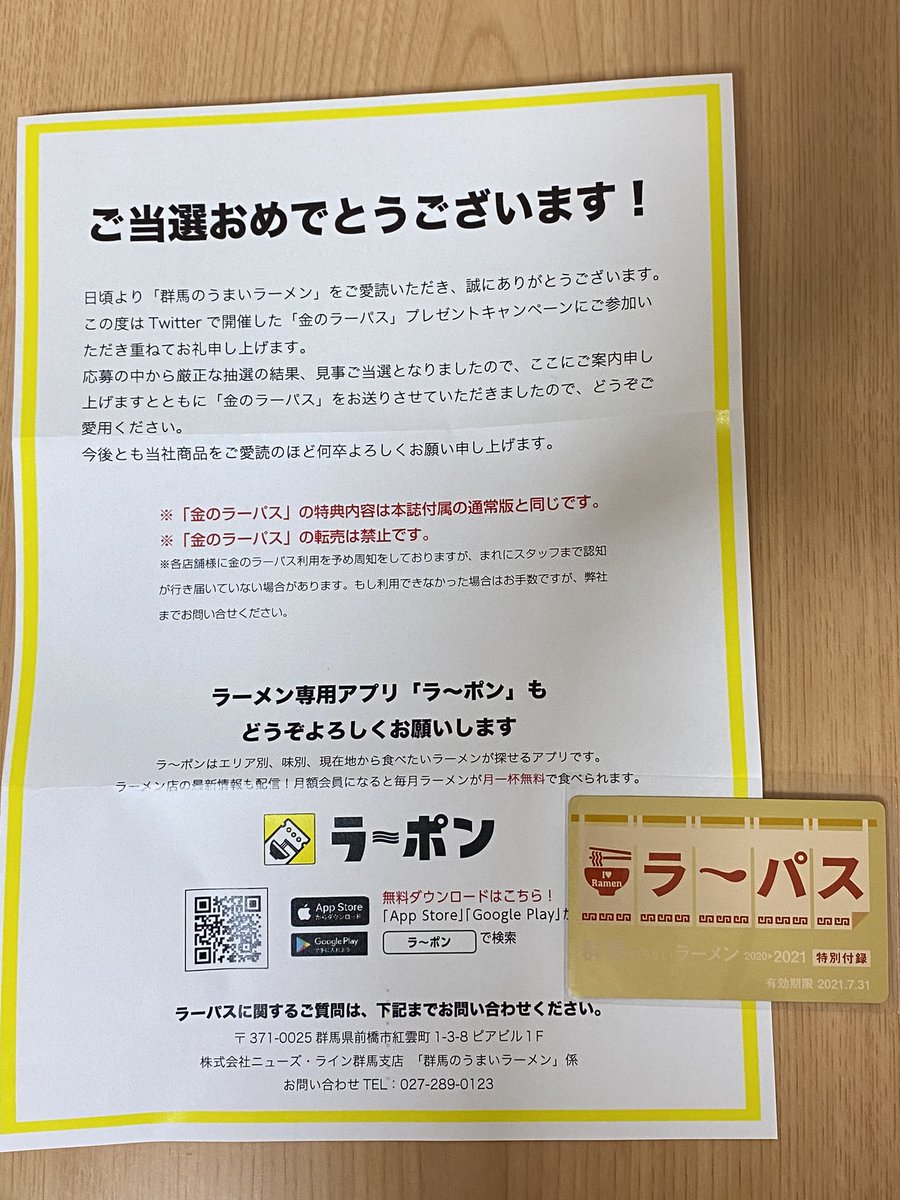 ご当選おめでとうございます！
日頃より「群馬のうまいラーメン」をご愛読いただき、誠にありがとうございます。
この度は Twitter で開催した「金のラーパス」プレゼントキャンペーンにご参加い
ただき重ねてお礼申し上げます。
応募の中から厳正な抽選の結果、見事ご当選となりましたので、ここにご案内申し
上げますとともに「金のラーパス」をお送りさせていただきましたので、どうぞご
愛用ください。
今後とも当社商品をご愛読のほど何卒よろしくお願い申し上げます。
※「金のラーパス」の特典内容は本誌付属の通常版と同じです。
※「金のラーパス」の転売は禁止です。
※各店舗様に金のラーパス利用を予め周知をしておりますが、まれにスタッフまで認知
が行き届いていない場合があります。もし利用できなかった場合はお手数ですが、弊社
までお問い合せください。
ラーメン専用アプリ「ラ～ポン」も
どうぞよろしくお願いします
ラ～ポンはエリア別、味別、現在地から食べたいラーメンが探せるアプリです。
ラーメン店の最新情報も配信！月額会員になると毎月ラーメンが月一杯無料で食べられます。
ラ～ポン
App Store
からダウンロード
Google Play
で手に入れよう
無料ダウンロードはこちら！
「App Store」「Google Play」か
ラ～ポン で検索
I♥
Ramen
ラ～パス
ラーメン 2020▸2021 特別付録
有効期限 2021.7.31
ラーパスに関するご質問は、下記までお問い合わせください。
〒371-0025 群馬県前橋市紅雲町 1-3-8 ピアビル 1F
株式会社ニューズ・ライン群馬支店 「群馬のうまいラーメン」係
お問い合わせ TEL：027-289-0123